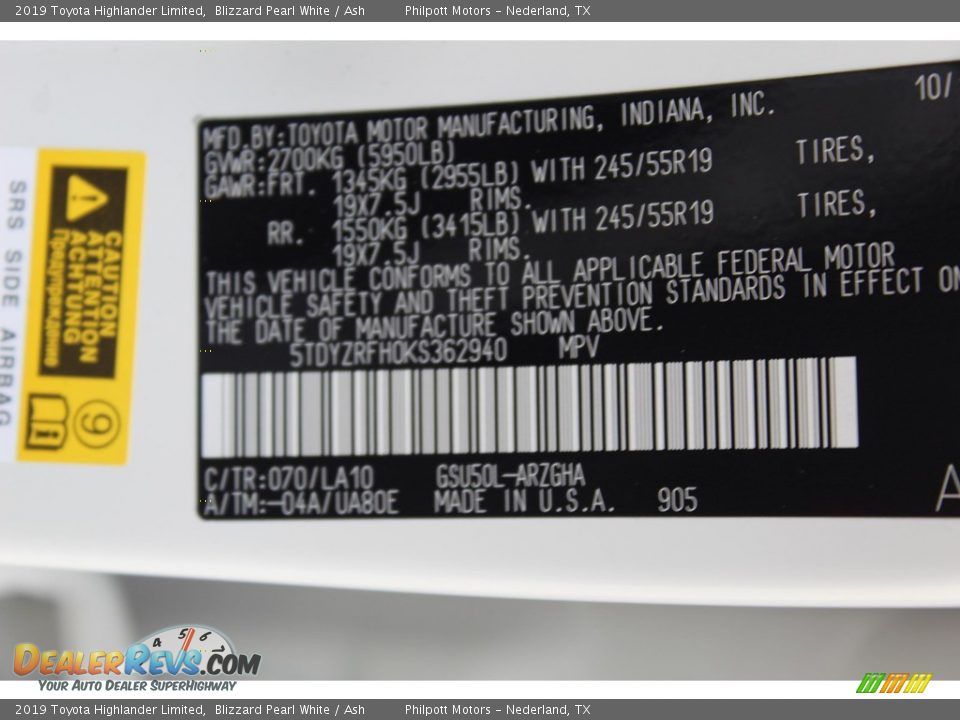 2019 Toyota Highlander Limited, Blizzard Pearl White / Ash Philpott Motors - Nederland, TX
10/
MFD.BY:TOYOTA MOTOR MANUFACTURING, INDIANA, INC.
GVWR:2700KG (5950LB)
GAWR:FRT. 1345KG (2955LB) WITH 245/55R19 TIRES,
19X7.5J RIMS.
RR. 1550KG (3415LB) WITH 245/55R19 TIRES,
19X7.5J RIMS.
THIS VEHICLE CONFORMS TO ALL APPLICABLE FEDERAL MOTOR
VEHICLE SAFETY AND THEFT PREVENTION STANDARDS IN EFFECT ON
THE DATE OF MANUFACTURE SHOWN ABOVE.
5TDYZRFH0KS362940 MPV
C/TR:070/LA10 GSU50L-ARZGHA
A/TM:-04A/UA80E MADE IN U.S.A. 905
A
SRS SIDE AIRBAG
CAUTION
ATTENTION
ACHTUNG
Предупреждение
9
i
4 5 6 7
DEALERREVS.COM
YOUR AUTO DEALER SUPERHIGHWAY
2019 Toyota Highlander Limited, Blizzard Pearl White / Ash Philpott Motors - Nederland, TX